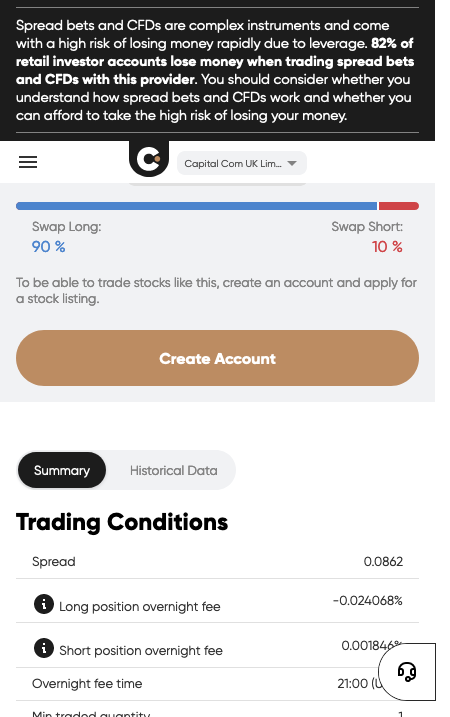 Spread bets and CFDs are complex instruments and come
with a high risk of losing money rapidly due to leverage. 82% of
retail investor accounts lose money when trading spread bets
and CFDs with this provider. You should consider whether you
understand how spread bets and CFDs work and whether you
can afford to take the high risk of losing your money.
Capital Com UK Lim...
Swap Long: Swap Short:
90 % 10 %
To be able to trade stocks like this, create an account and apply for
a stock listing.
Create Account
Summary Historical Data
Trading Conditions
Spread 0.0862
Long position overnight fee -0.024068%
Short position overnight fee 0.001846%
Overnight fee time 21:00 (U
Min traded quantity 1